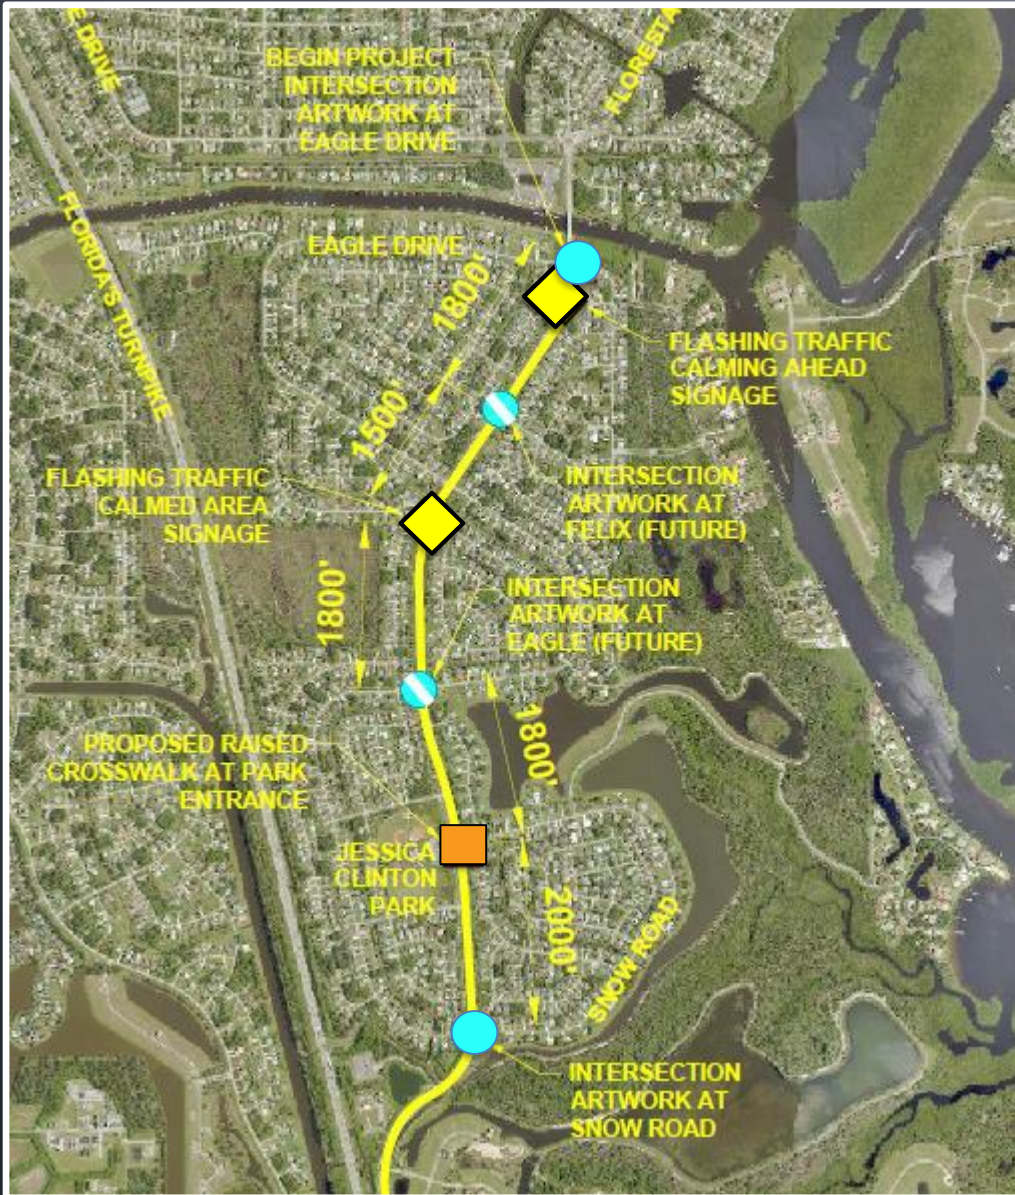 E DRIVE
FLORESTA
BEGIN PROJECT
INTERSECTION
ARTWORK AT
EAGLE DRIVE
FLORIDA'S TURNPIKE
EAGLE DRIVE
1800'
FLASHING TRAFFIC
CALMING AHEAD
SIGNAGE
1500'
FLASHING TRAFFIC
CALMED AREA
SIGNAGE
INTERSECTION
ARTWORK AT
FELIX (FUTURE)
1800'
INTERSECTION
ARTWORK AT
EAGLE (FUTURE)
1800'
PROPOSED RAISED
CROSSWALK AT PARK
ENTRANCE
JESSICA
CLINTON
PARK
2000'
SNOW ROAD
INTERSECTION
ARTWORK AT
SNOW ROAD